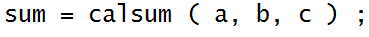 sum = calsum ( a, b, c ) ;